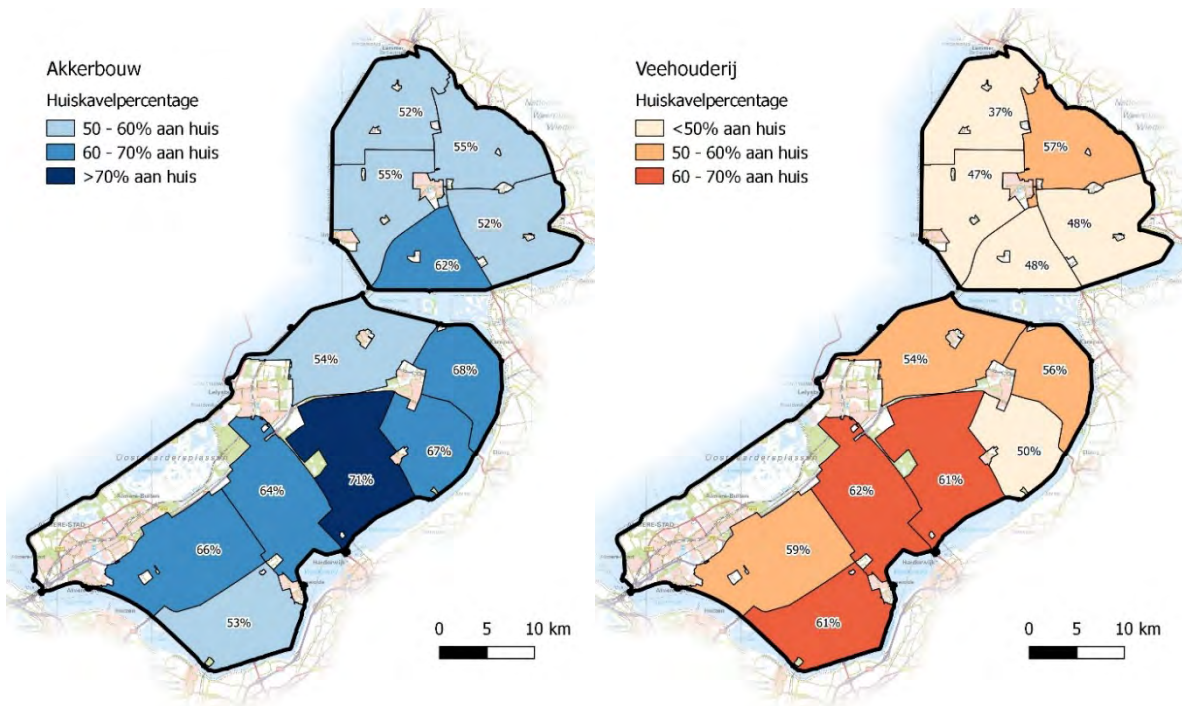 Akkerbouw
Huiskavelpercentage
50 - 60% aan huis
60 - 70% aan huis
>70% aan huis
52%
55%
55%
52%
62%
54%
68%
67%
71%
64%
66%
53%
Lelystad
Oostvaardersplassen
0 5 10 km
Veehouderij
Huiskavelpercentage
<50% aan huis
50 - 60% aan huis
60 - 70% aan huis
37%
57%
47%
48%
48%
54%
56%
50%
61%
62%
59%
61%
0 5 10 km